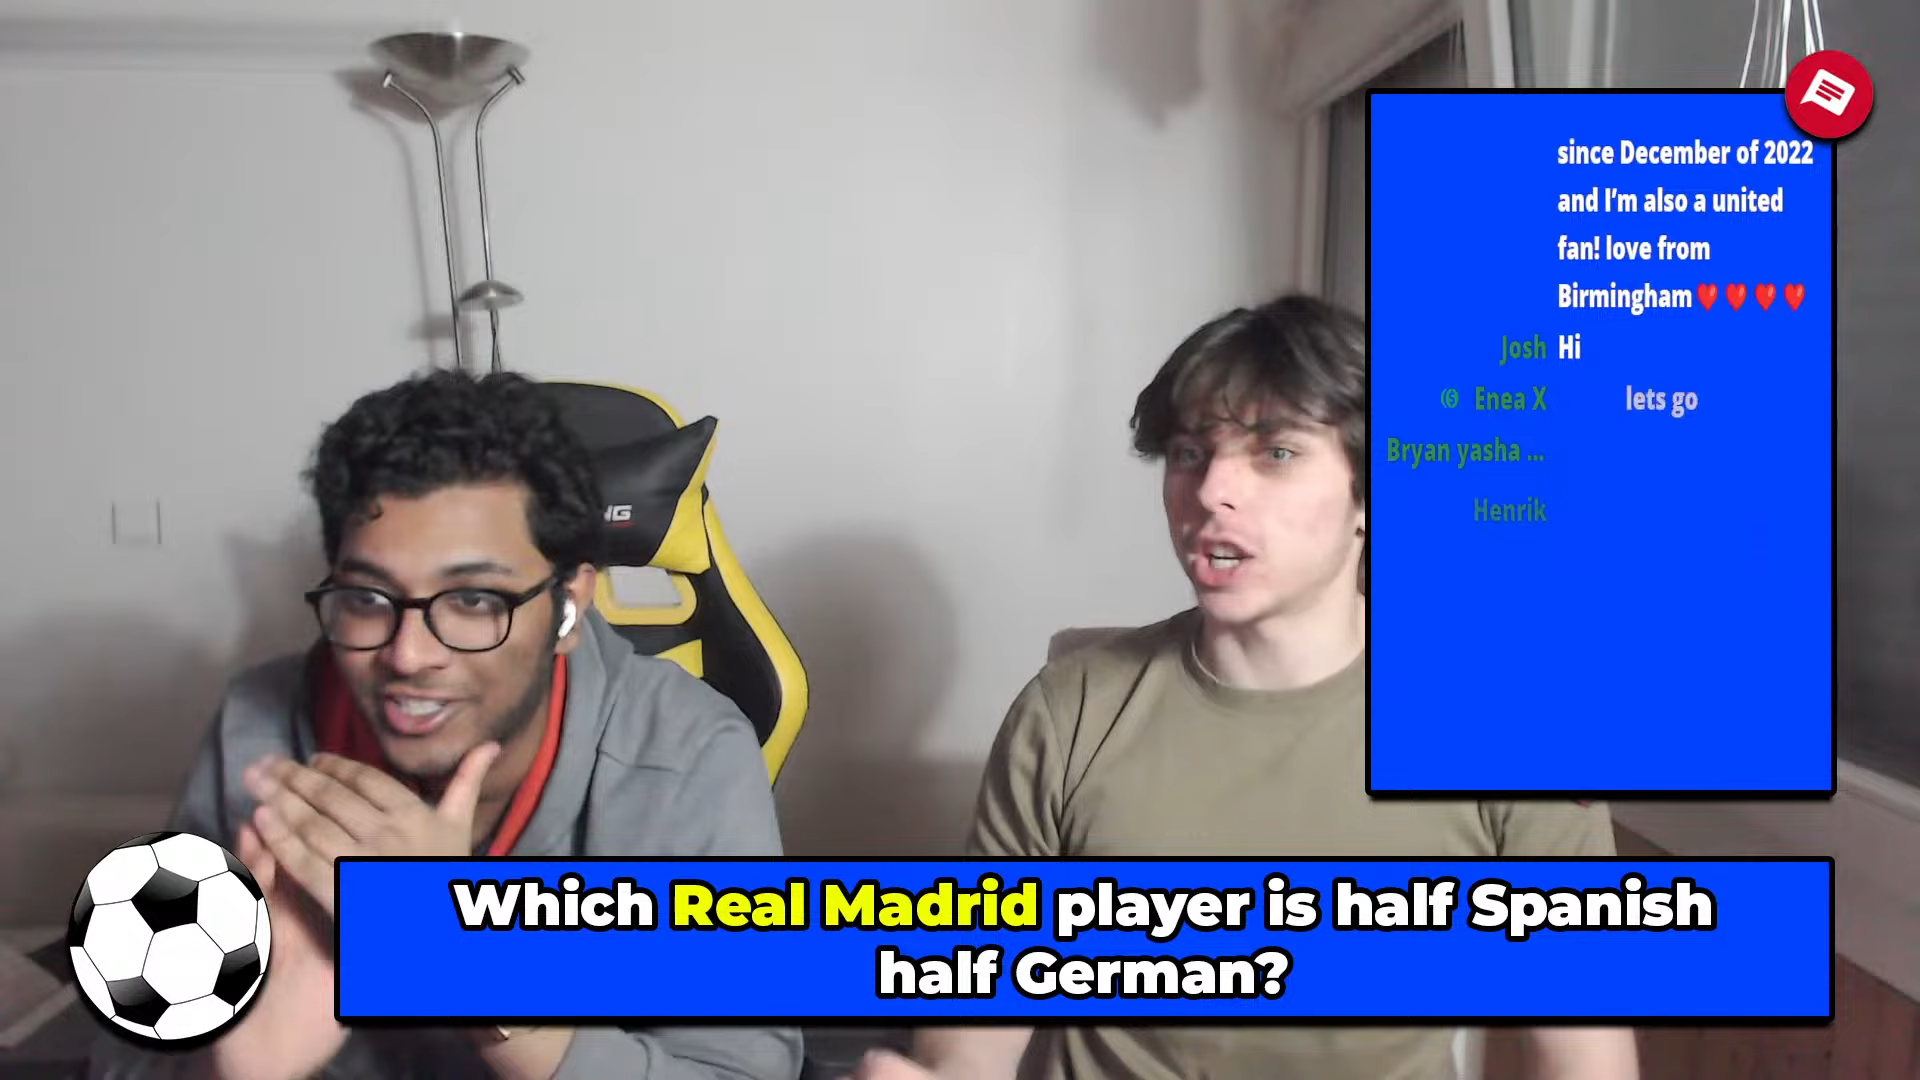 since December of 2022
and I'm also a united
fan! love from
Birmingham♥️♥️♥️♥️
Josh Hi
Enea X lets go
Bryan yasha ...
Henrik
NG
Which Real Madrid player is half Spanish
half German?